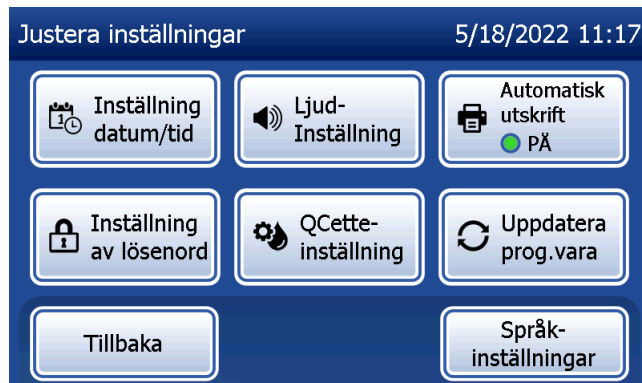 Justera inställningar 5/18/2022 11:17
Inställning
datum/tid
Ljud-
Inställning
Automatisk
utskrift
PÄ
Inställning
av lösenord
QCette-
inställning
Uppdatera
prog.vara
Tillbaka
Språk-
inställningar